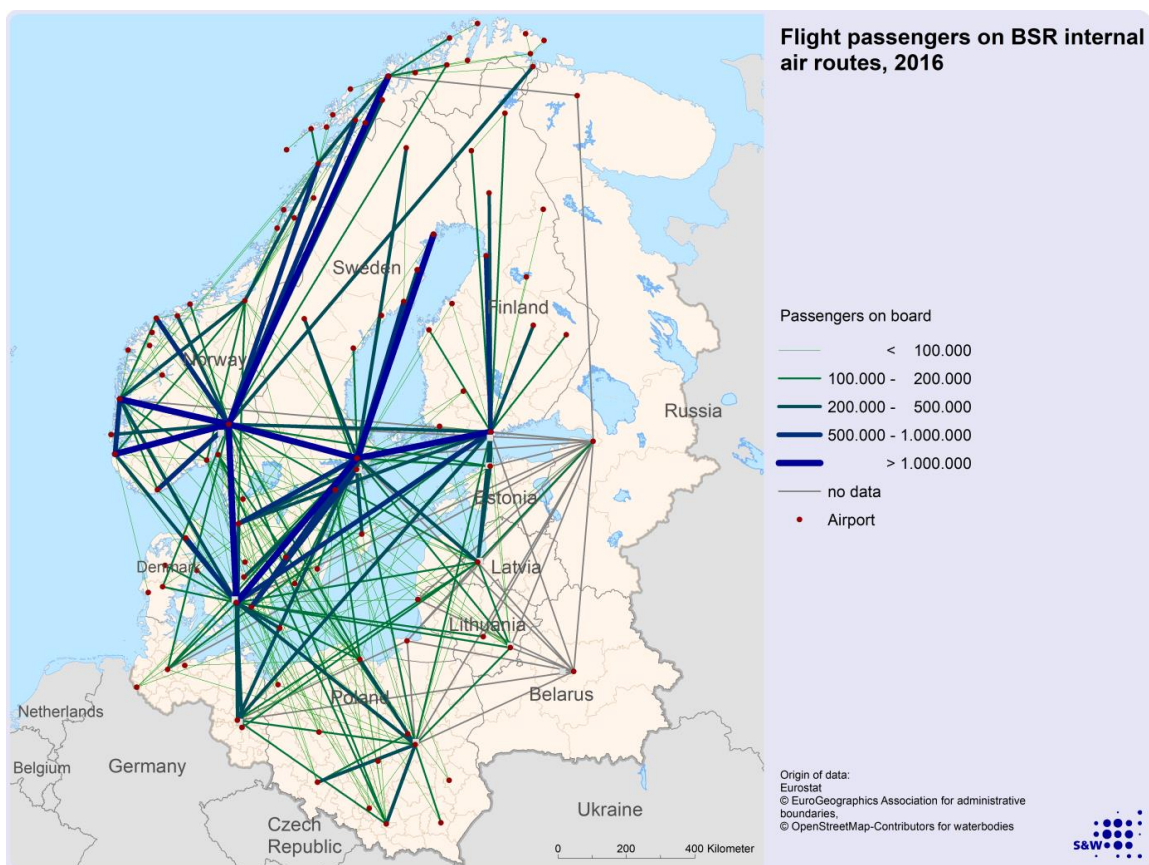 Flight passengers on BSR internal
air routes, 2016
Sweden
Finland
Norway
Russia
Estonia
Denmark
Latvia
Lithuania
Poland
Belarus
Netherlands
Belgium
Germany
Czech
Republic
Ukraine
0 200 400 Kilometer
Passengers on board
< 100.000
100.000 - 200.000
200.000 - 500.000
500.000 - 1.000.000
> 1.000.000
no data
Airport
Origin of data:
Eurostat
© EuroGeographics Association for administrative
boundaries,
© OpenStreetMap-Contributors for waterbodies
S&W